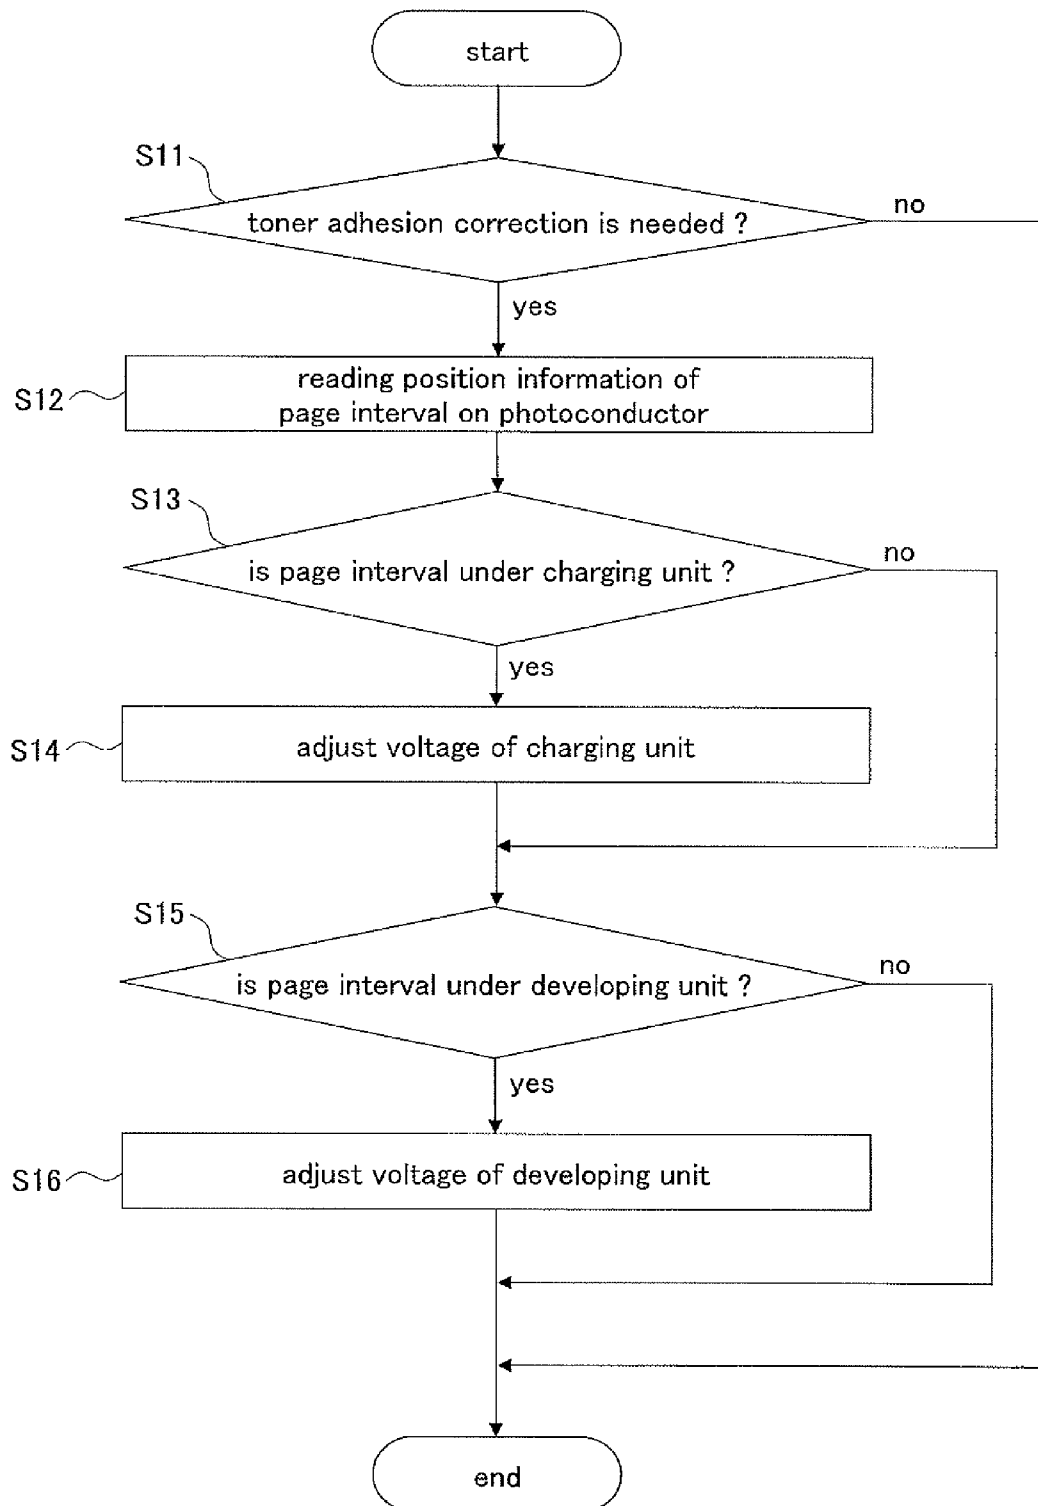 start
S11
toner adhesion correction is needed ?
no
yes
S12
reading position information of
page interval on photoconductor
S13
is page interval under charging unit ?
no
yes
S14
adjust voltage of charging unit
S15
is page interval under developing unit ?
no
yes
S16
adjust voltage of developing unit
end